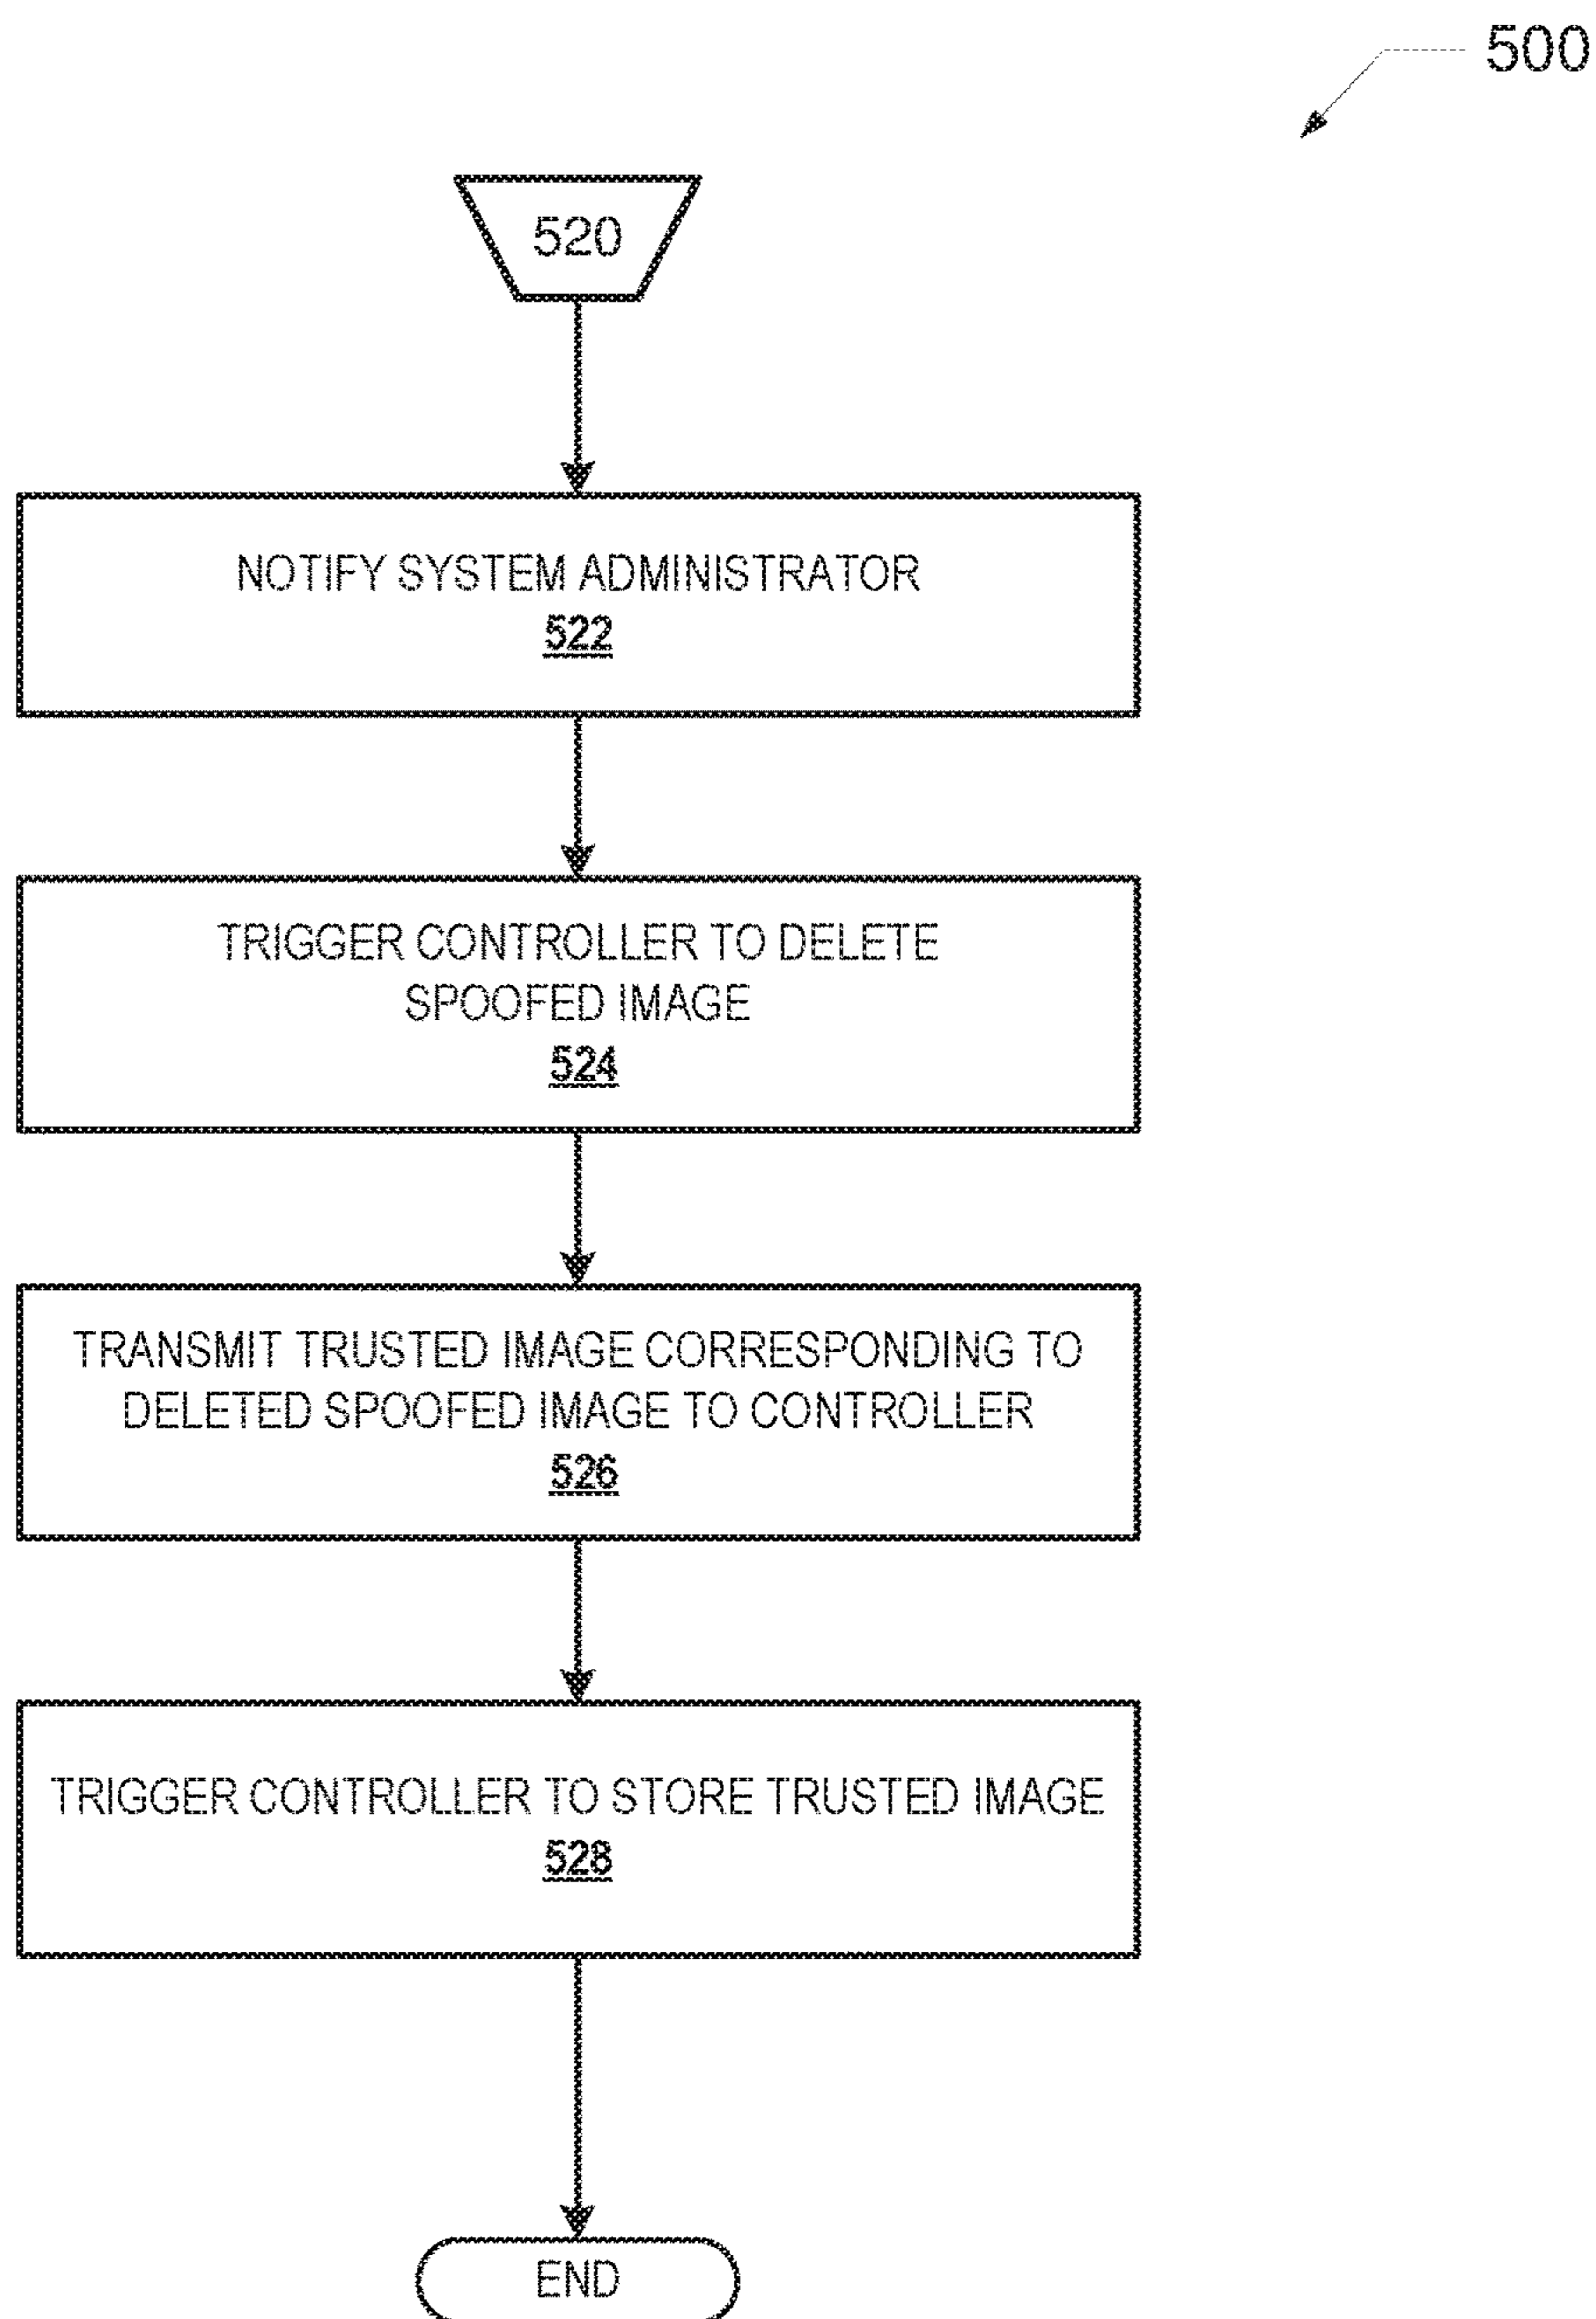 500
520
NOTIFY SYSTEM ADMINISTRATOR
522
TRIGGER CONTROLLER TO DELETE
SPOOFED IMAGE
524
TRANSMIT TRUSTED IMAGE CORRESPONDING TO
DELETED SPOOFED IMAGE TO CONTROLLER
526
TRIGGER CONTROLLER TO STORE TRUSTED IMAGE
528
END